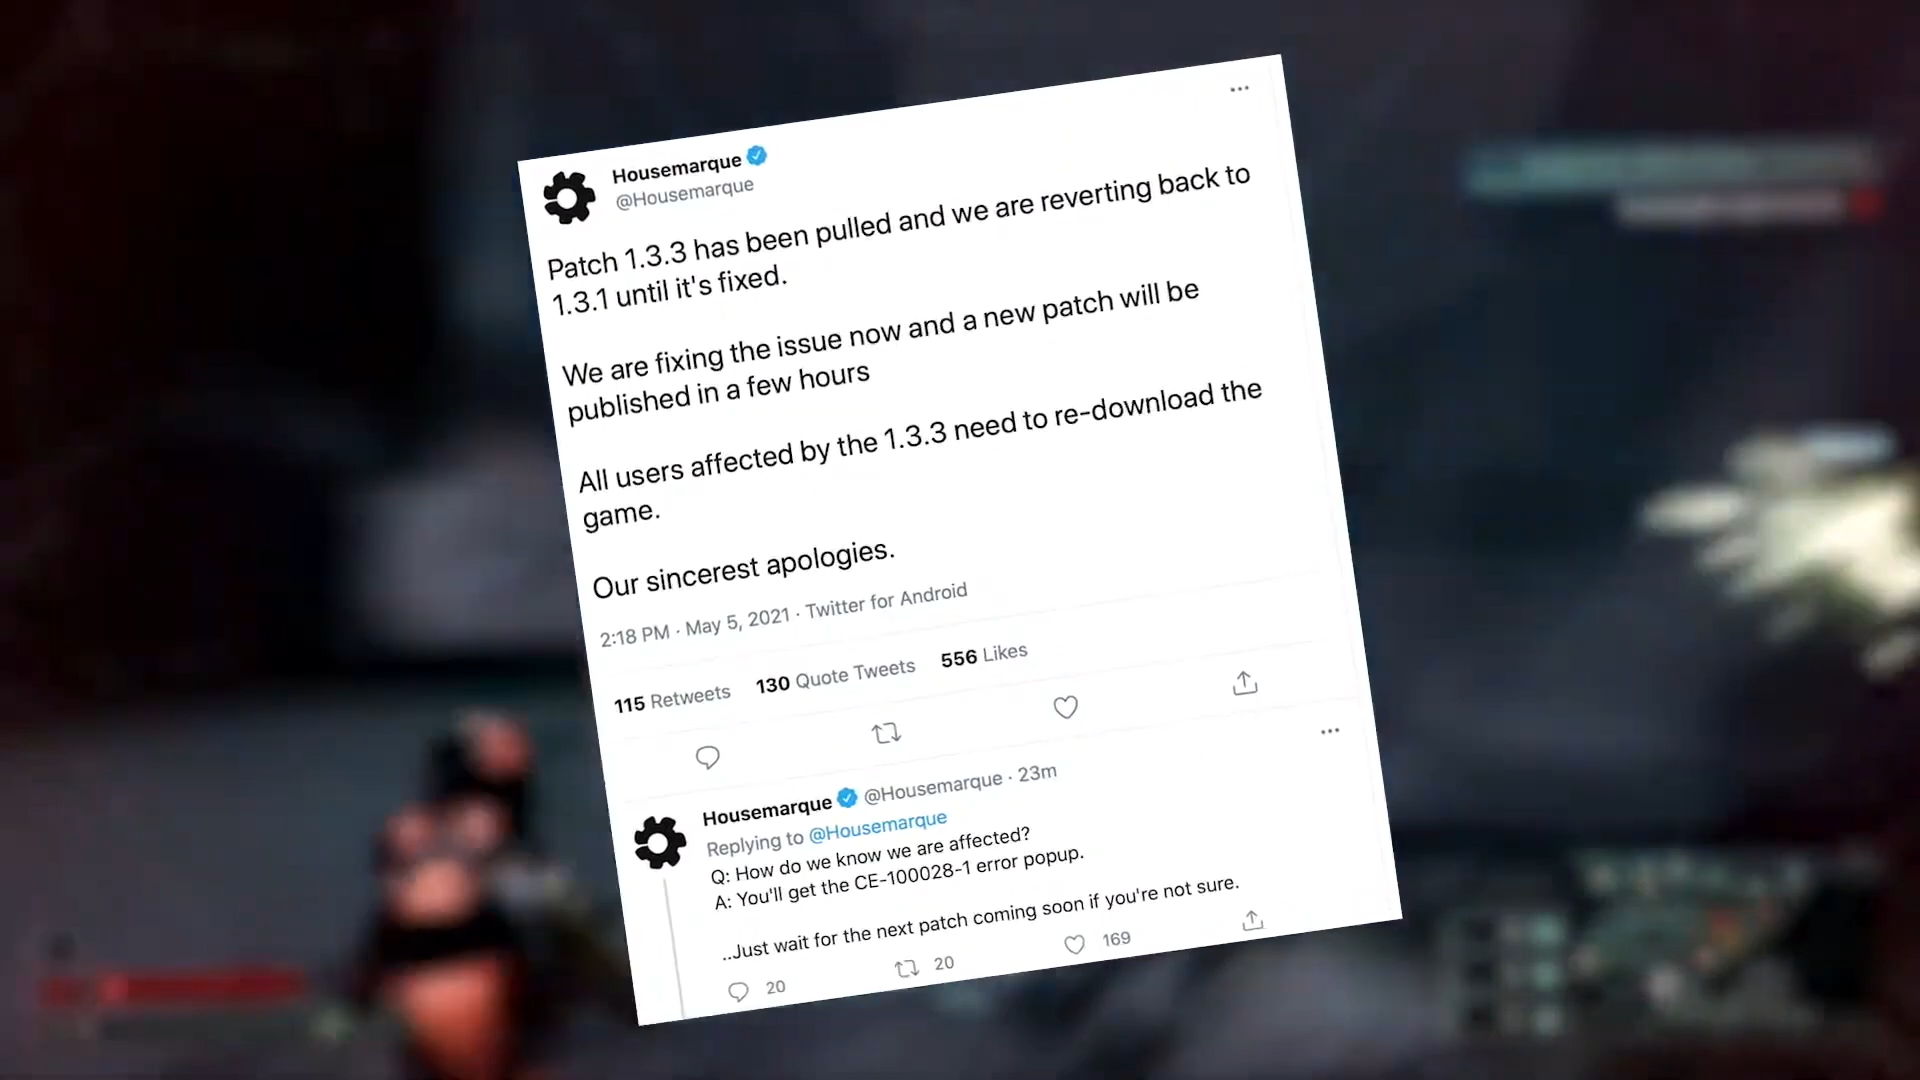 Housemarque
@Housemarque
Patch 1.3.3 has been pulled and we are reverting back to
1.3.1 until it's fixed.
We are fixing the issue now and a new patch will be
published in a few hours
All users affected by the 1.3.3 need to re-download the
game.
Our sincerest apologies.
2:18 PM · May 5, 2021 · Twitter for Android
115 Retweets 130 Quote Tweets 556 Likes
Housemarque @Housemarque · 23m
Replying to @Housemarque
Q: How do we know we are affected?
A: You'll get the CE-100028-1 error popup.
..Just wait for the next patch coming soon if you're not sure.
20 20 169